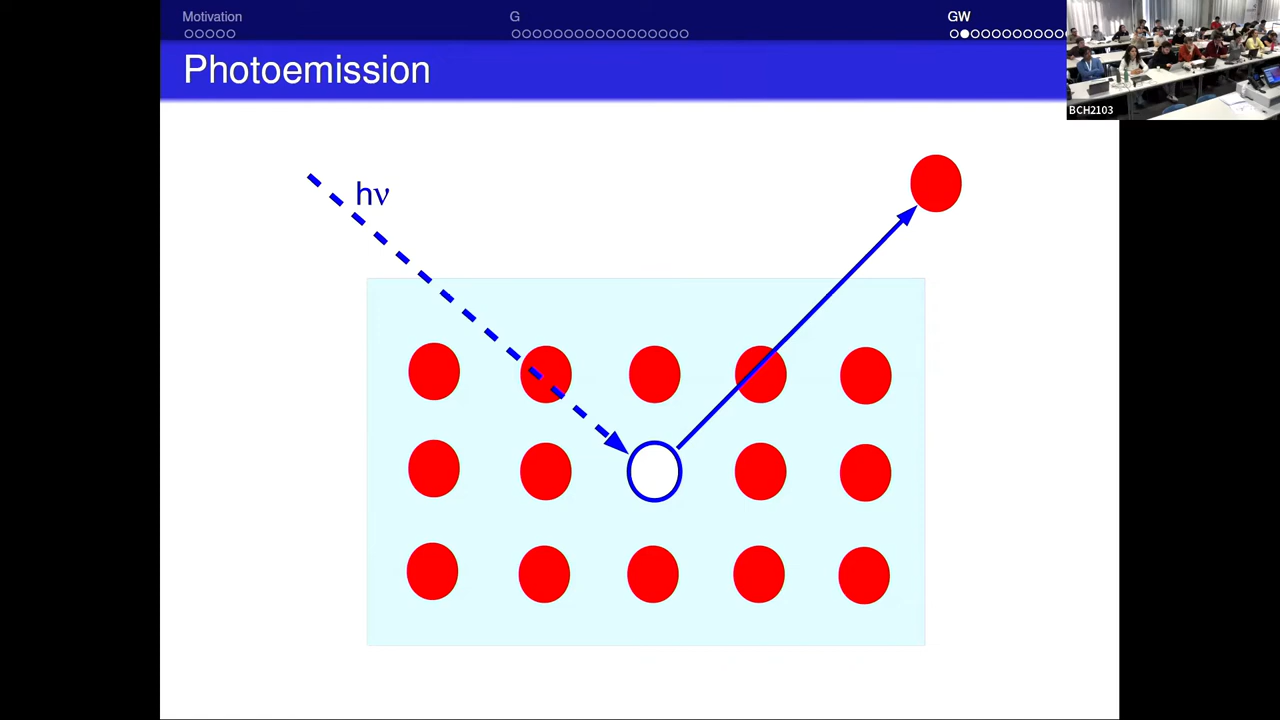 Motivation
G
GW
Photoemission
BCH2103
hν